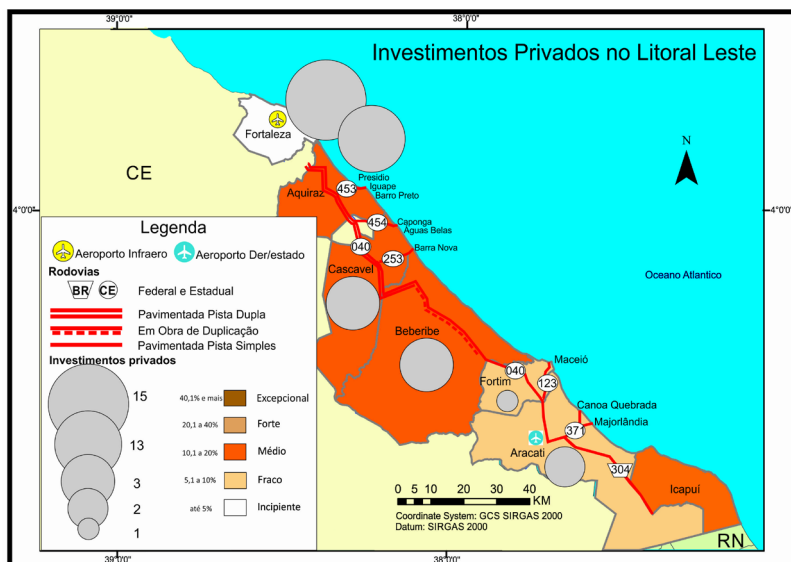 39°0'0"
38°0'0"
Investimentos Privados no Litoral Leste
Fortaleza
N
CE
Presidio
Iguape
Barro Preto
Aquiraz
453
4°0'0"
4°0'0"
454
Caponga
Águas Belas
040
Barra Nova
253
Cascavel
Oceano Atlantico
Beberibe
Maceió
040
123
Fortim
Canoa Quebrada
Majorlândia
371
Aracati
304
Icapuí
RN
Legenda
Aeroporto Infraero
Aeroporto Der/estado
Rodovias
BR
CE
Federal e Estadual
Pavimentada Pista Dupla
Em Obra de Duplicação
Pavimentada Pista Simples
Investimentos privados
15
13
3
2
1
40,1% e mais
Excepcional
20,1 a 40%
Forte
10,1 a 20%
Médio
5,1 a 10%
Fraco
até 5%
Incipiente
0 5 10 20 30 40
KM
Coordinate System: GCS SIRGAS 2000
Datum: SIRGAS 2000
39°0'0"
38°0'0"